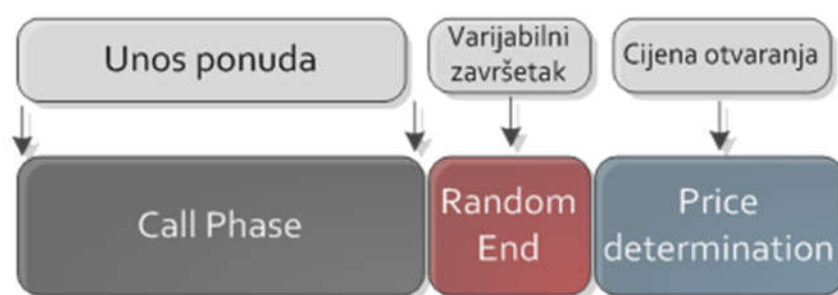 Unos ponuda
Varijabilni
završetak
Cijena otvaranja
Call Phase
Random
End
Price
determination